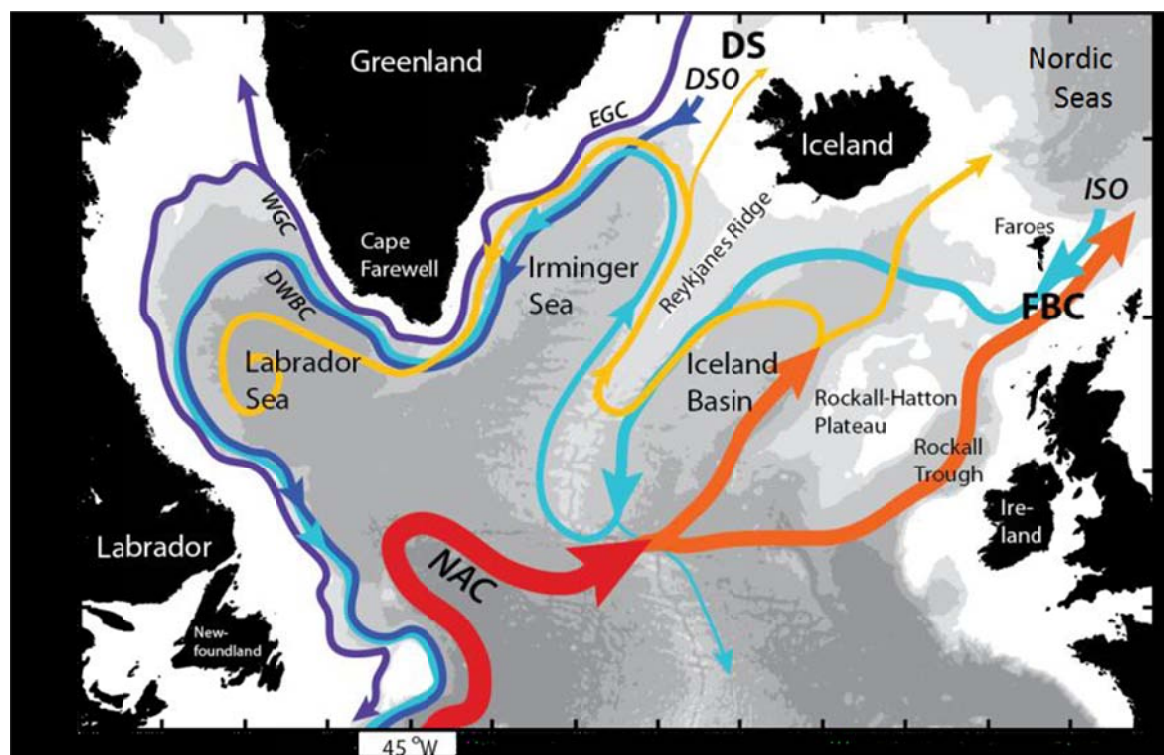 Greenland
DS
DSO
Nordic
Seas
EGC
Iceland
ISO
WGC
Cape
Farewell
Irminger
Sea
Reykjanes Ridge
Faroes
FBC
DWBC
Labrador
Sea
Iceland
Basin
Rockall-Hatton
Plateau
Rockall
Trough
Ire-
land
Labrador
NAC
New-
foundland
45 °W